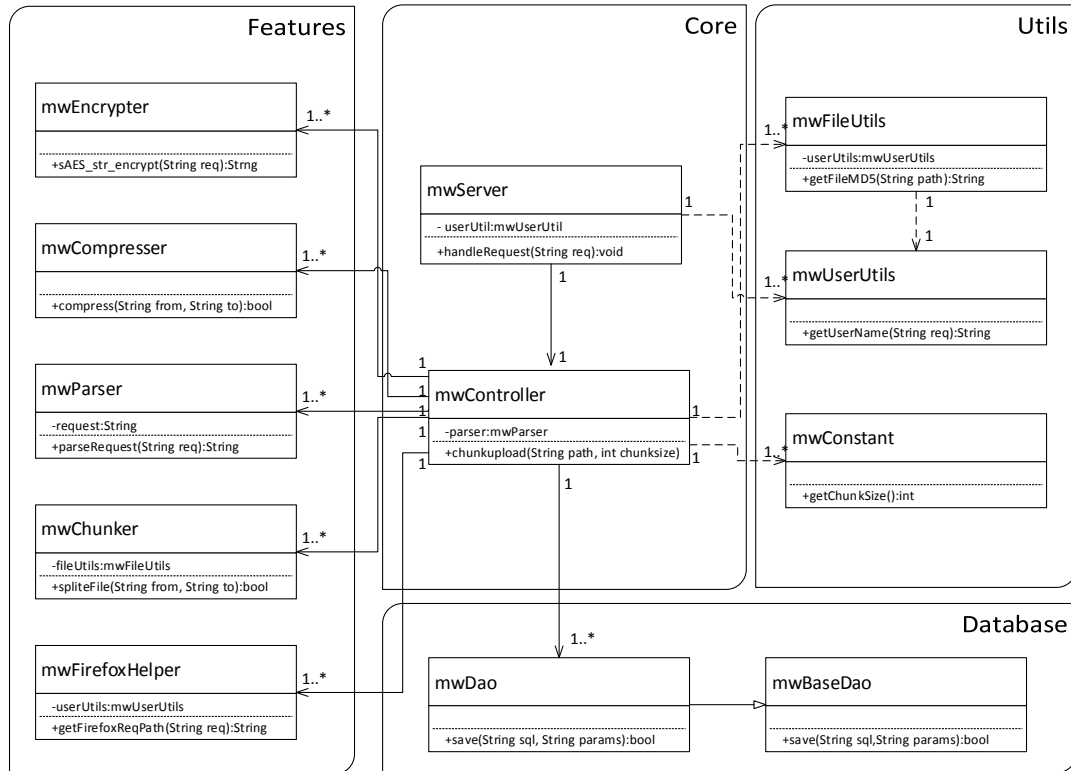 Features
Core
Utils
mwEncrypter
+sAES_str_encrypt(String req):Strng
1..*
mwCompresser
+compress(String from, String to):bool
1..*
mwParser
-request:String
+parseRequest(String req):String
1..*
mwChunker
-fileUtils:mwFileUtils
+spliteFile(String from, String to):bool
1..*
mwFirefoxHelper
-userUtils:mwUserUtils
+getFirefoxReqPath(String req):String
1..*
mwServer
- userUtil:mwUserUtil
+handleRequest(String req):void
1
1
1
mwController
-parser:mwParser
+chunkupload(String path, int chunksize)
1
1
1
1
1
1
1
1
1..*
mwFileUtils
-userUtils:mwUserUtils
+getFileMD5(String path):String
1..*
1
1
mwUserUtils
+getUserName(String req):String
1..*
mwConstant
+getChunkSize():int
1..*
Database
mwDao
+save(String sql, String params):bool
mwBaseDao
+save(String sql,String params):bool